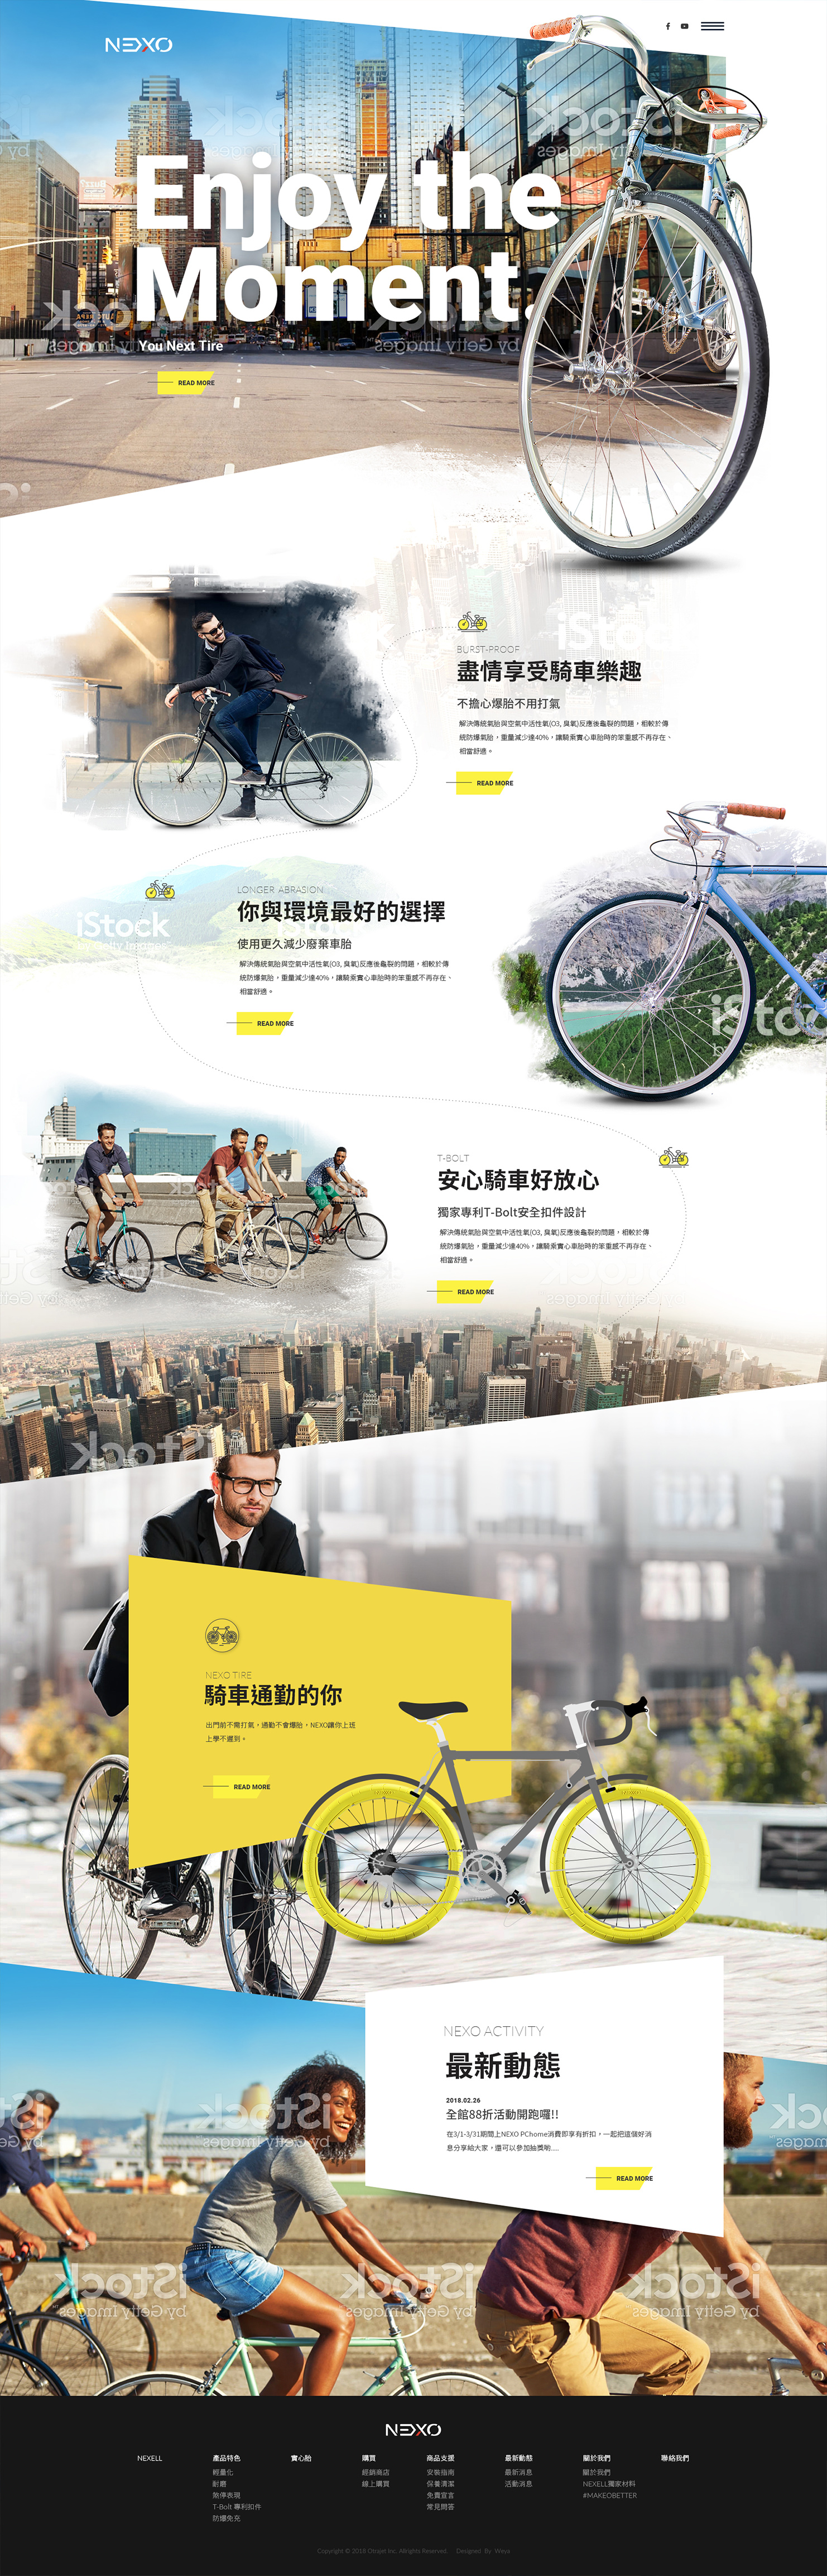 NEXO
Enjoy the
Moment.
You Next Tire
READ MORE
BURST-PROOF
盡情享受騎車樂趣
不擔心爆胎不用打氣
解決傳統氣胎與空氣中活性氧(O3, 臭氧)反應後龜裂的問題，相較於傳
統防爆氣胎，重量減少達40%，讓騎乘實心車胎時的笨重感不再存在、
相當舒適。
READ MORE
LONGER ABRASION
你與環境最好的選擇
使用更久減少廢棄車胎
解決傳統氣胎與空氣中活性氧(O3, 臭氧)反應後龜裂的問題，相較於傳
統防爆氣胎，重量減少達40%，讓騎乘實心車胎時的笨重感不再存在、
相當舒適。
READ MORE
T-BOLT
安心騎車好放心
獨家專利T-Bolt安全扣件設計
解決傳統氣胎與空氣中活性氧(O3, 臭氧)反應後龜裂的問題，相較於傳
統防爆氣胎，重量減少達40%，讓騎乘實心車胎時的笨重感不再存在、
相當舒適。
READ MORE
NEXO TIRE
騎車通勤的你
出門前不需打氣，通勤不會爆胎，NEXO讓你上班
上學不遲到。
READ MORE
NEXO ACTIVITY
最新動態
2018.02.26
全館88折活動開跑囉!!
在3/1-3/31期間上NEXO PChome消費即享有折扣，一起把這個好消
息分享給大家，還可以參加抽獎喲.....
READ MORE
NEXO
NEXELL 產品特色 實心胎 購買 商品支援 最新動態 關於我們 聯絡我們
輕量化 經銷商店 安裝指南 最新消息 關於我們
耐磨 線上購買 保養清潔 活動消息 NEXELL獨家材料
煞停表現 免責宣言 #MAKEOBETTER
T-Bolt 專利扣件 常見問答
防爆免充